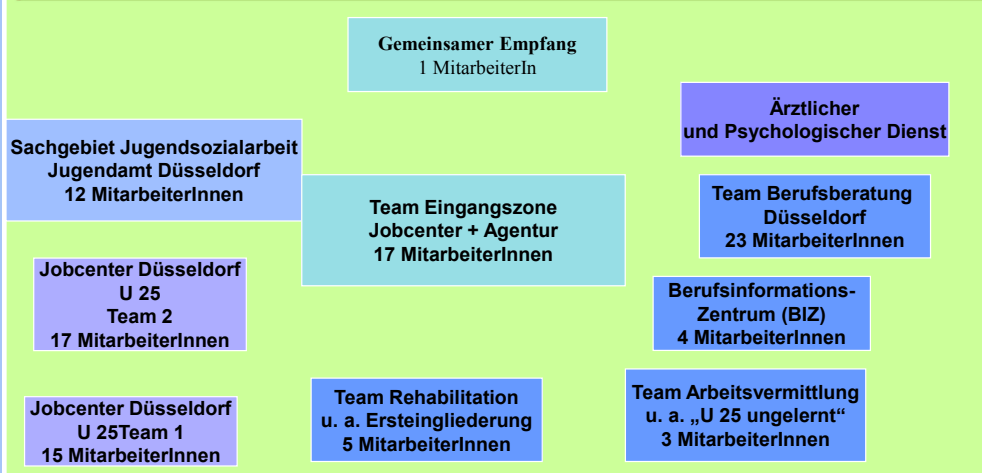 Gemeinsamer Empfang
1 MitarbeiterIn
Ärztlicher
und Psychologischer Dienst
Sachgebiet Jugendsozialarbeit
Jugendamt Düsseldorf
12 MitarbeiterInnen
Team Eingangszone
Jobcenter + Agentur
17 MitarbeiterInnen
Team Berufsberatung
Düsseldorf
23 MitarbeiterInnen
Jobcenter Düsseldorf
U 25
Team 2
17 MitarbeiterInnen
Berufsinformations-
Zentrum (BIZ)
4 MitarbeiterInnen
Jobcenter Düsseldorf
U 25Team 1
15 MitarbeiterInnen
Team Rehabilitation
u. a. Ersteingliederung
5 MitarbeiterInnen
Team Arbeitsvermittlung
u. a. „U 25 ungelernt“
3 MitarbeiterInnen